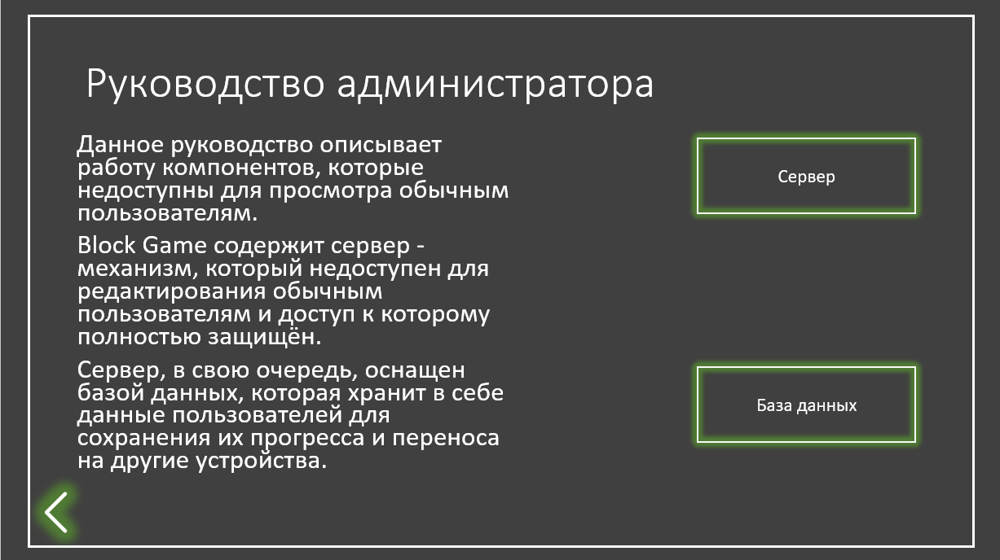 Руководство администратора
Данное руководство описывает
работу компонентов, которые
недоступны для просмотра обычным
пользователям.
Block Game содержит сервер -
механизм, который недоступен для
редактирования обычным
пользователям и доступ к которому
полностью защищён.
Сервер, в свою очередь, оснащен
базой данных, которая хранит в себе
данные пользователей для
сохранения их прогресса и переноса
на другие устройства.
Сервер
База данных